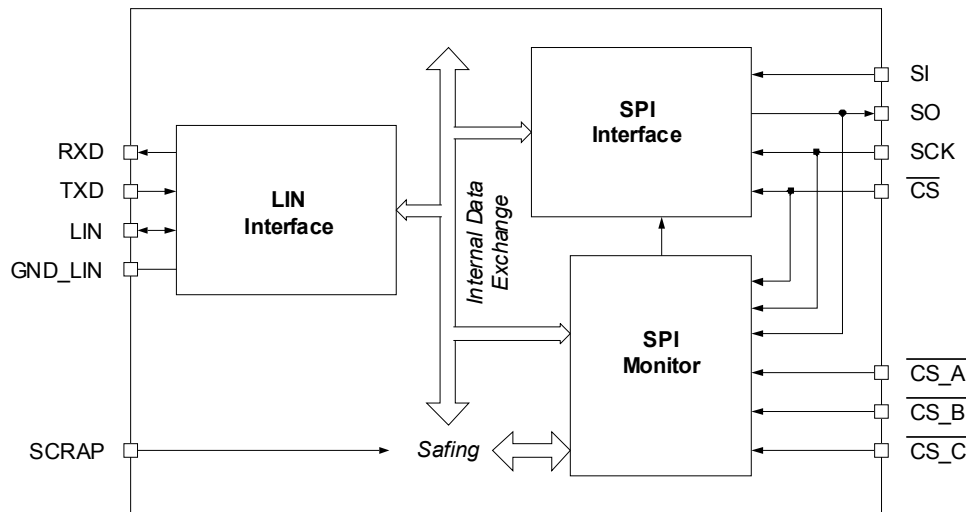 SI
SPI
Interface
SO
RXD
SCK
TXD
LIN
Interface
CS
LIN
GND_LIN
Internal Data
Exchange
SPI
Monitor
CS_A
CS_B
SCRAP
Safing
CS_C